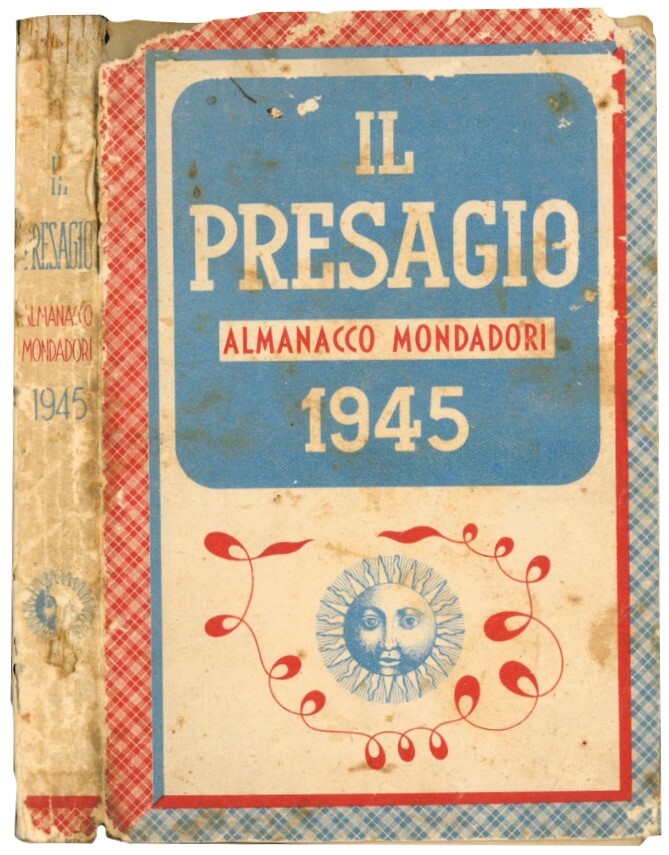 IL
PRESAGIO
ALMANACCO
MONDADORI
1945
IL
PRESAGIO
ALMANACCO MONDADORI
1945